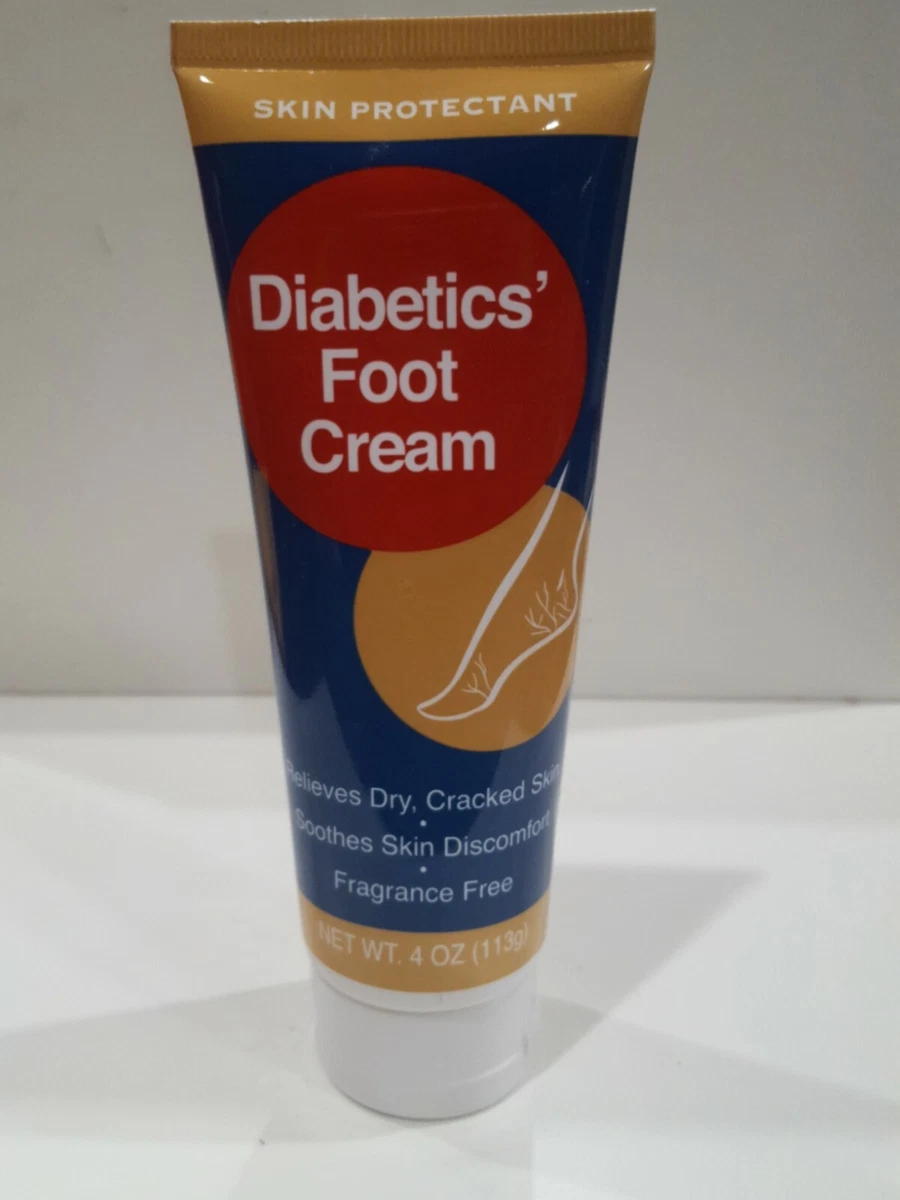 SKIN PROTECTANT
Diabetics’
Foot
Cream
Relieves Dry, Cracked Skin
•
Soothes Skin Discomfort
•
Fragrance Free
NET WT. 4 OZ (113g)